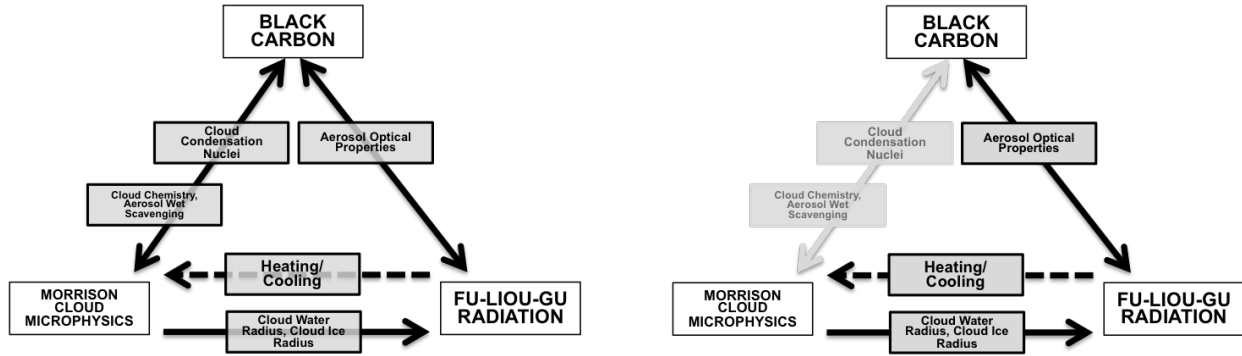 BLACK
CARBON
Cloud
Condensation
Nuclei
Aerosol Optical
Properties
Cloud Chemistry,
Aerosol Wet
Scavenging
Heating/
Cooling
MORRISON
CLOUD
MICROPHYSICS
FU-LIOU-GU
RADIATION
Cloud Water
Radius, Cloud Ice
Radius
BLACK
CARBON
Cloud
Condensation
Nuclei
Aerosol Optical
Properties
Cloud Chemistry,
Aerosol Wet
Scavenging
Heating/
Cooling
MORRISON
CLOUD
MICROPHYSICS
FU-LIOU-GU
RADIATION
Cloud Water
Radius, Cloud Ice
Radius